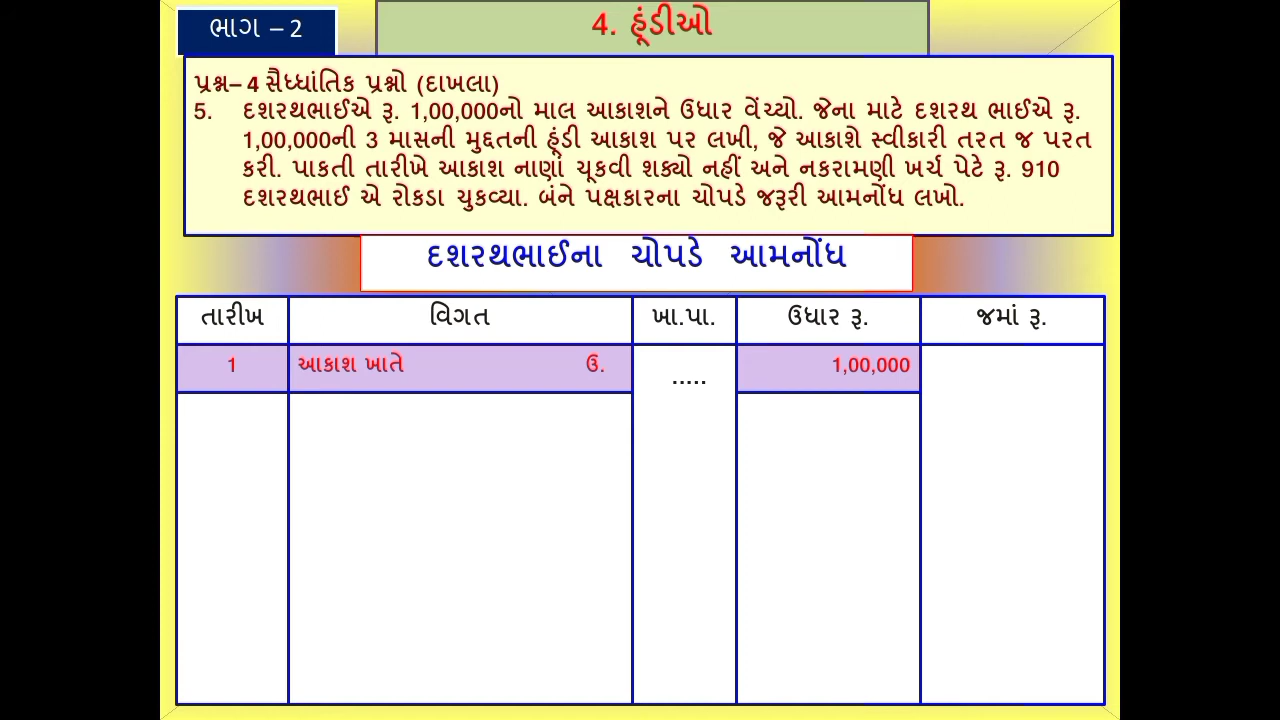 ભાગ – 2
4. હૂંડીઓ
પ્રશ્ન– 4 સૈધ્ધાંતિક પ્રશ્નો (દાખલા)
5. દશરથભાઈએ રૂ. 1,00,000નો માલ આકાશને ઉધાર વેંચ્યો. જેના માટે દશરથ ભાઈએ રૂ.
1,00,000ની 3 માસની મુદ્દતની હૂંડી આકાશ પર લખી, જે આકાશે સ્વીકારી તરત જ પરત
કરી. પાકતી તારીખે આકાશ નાણાં ચૂકવી શક્યો નહીં અને નકરામણી ખર્ચ પેટે રૂ. 910
દશરથભાઈ એ રોકડા ચુકવ્યા. બંને પક્ષકારના ચોપડે જરૂરી આમનોંધ લખો.
દશરથભાઈના ચોપડે આમનોંધ
તારીખ વિગત ખા.પા. ઉધાર રૂ. જમાં રૂ.
1 આકાશ ખાતે ઉ. ..... 1,00,000